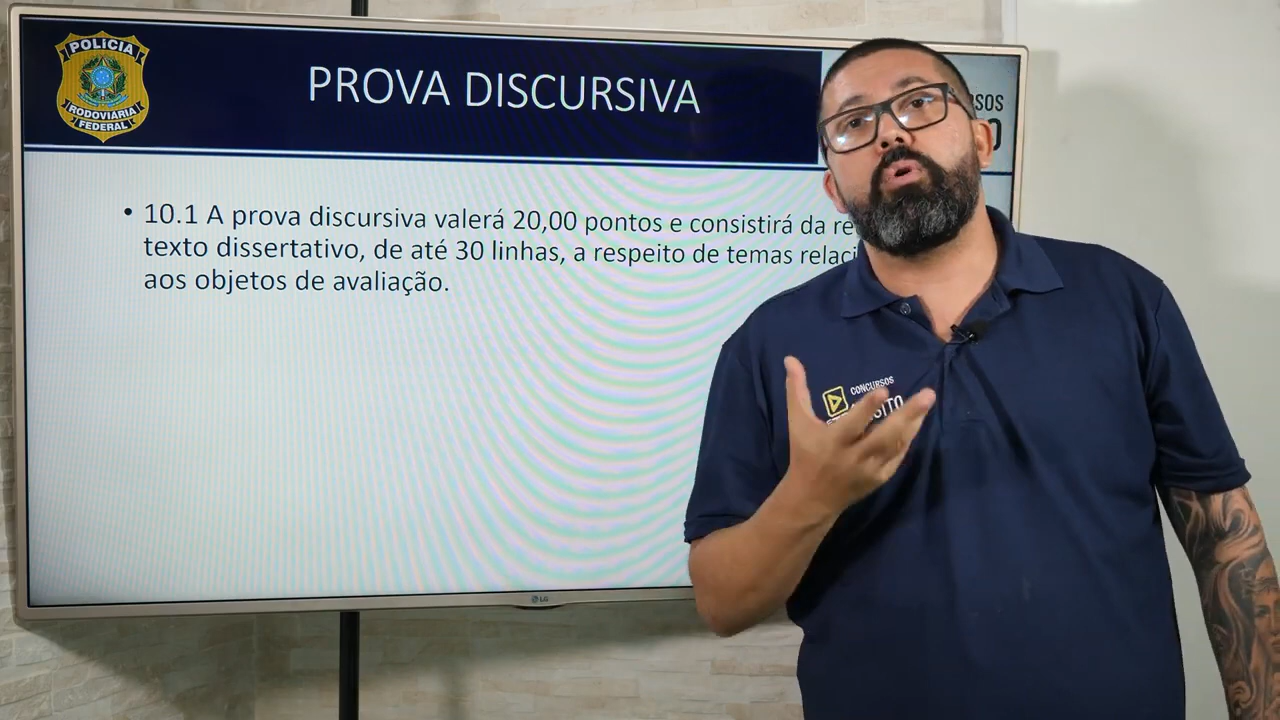 POLÍCIA
RODOVIÁRIA
FEDERAL
PROVA DISCURSIVA
• 10.1 A prova discursiva valerá 20,00 pontos e consistirá da
texto dissertativo, de até 30 linhas, a respeito de temas
aos objetos de avaliação.
CONCURSOS
LG